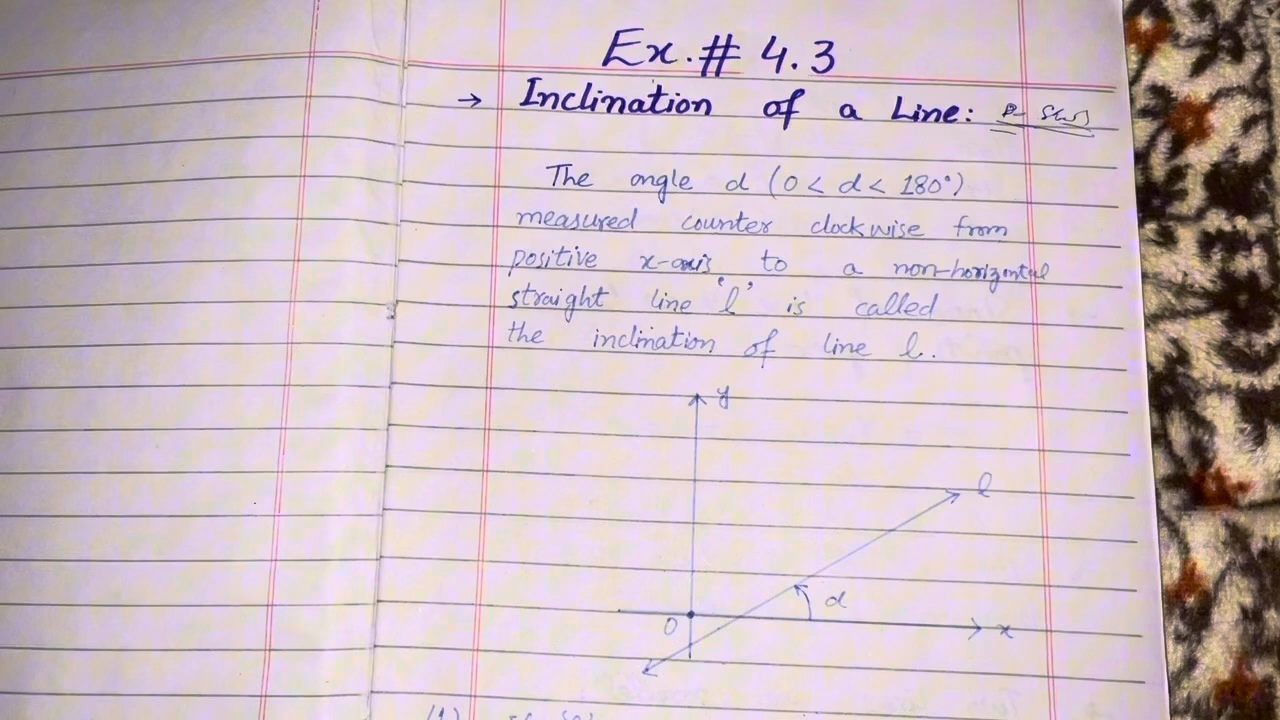 Ex. # 4.3
→ Inclination of a Line:
The angle α (0 < α < 180°)
measured counter clockwise from
positive x-axis to a non-horizontal
straight line 'l' is called
the inclination of line l.
y
l
α
O
x